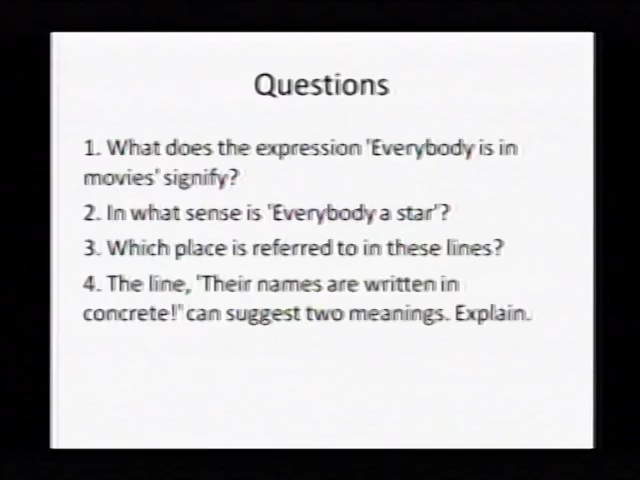 Questions
1. What does the expression 'Everybody is in
movies' signify?
2. In what sense is 'Everybody a star'?
3. Which place is referred to in these lines?
4. The line, 'Their names are written in
concrete!' can suggest two meanings. Explain.